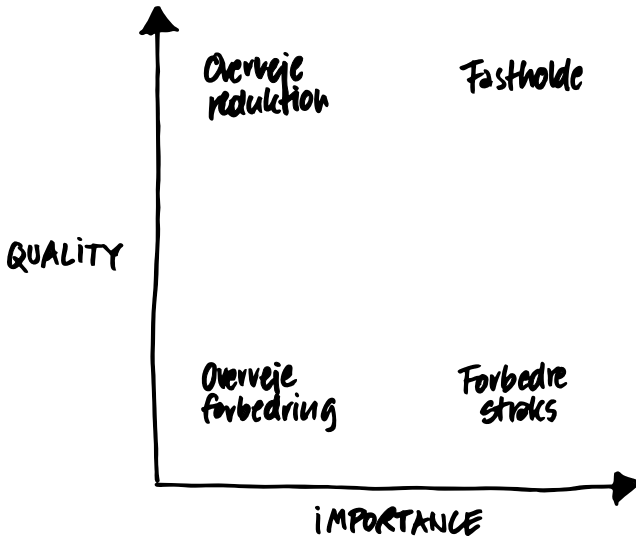 Overveje
reduktion
Fastholde
QUALITY
Overveje
forbedring
Forbedre
straks
iMPORTANCE